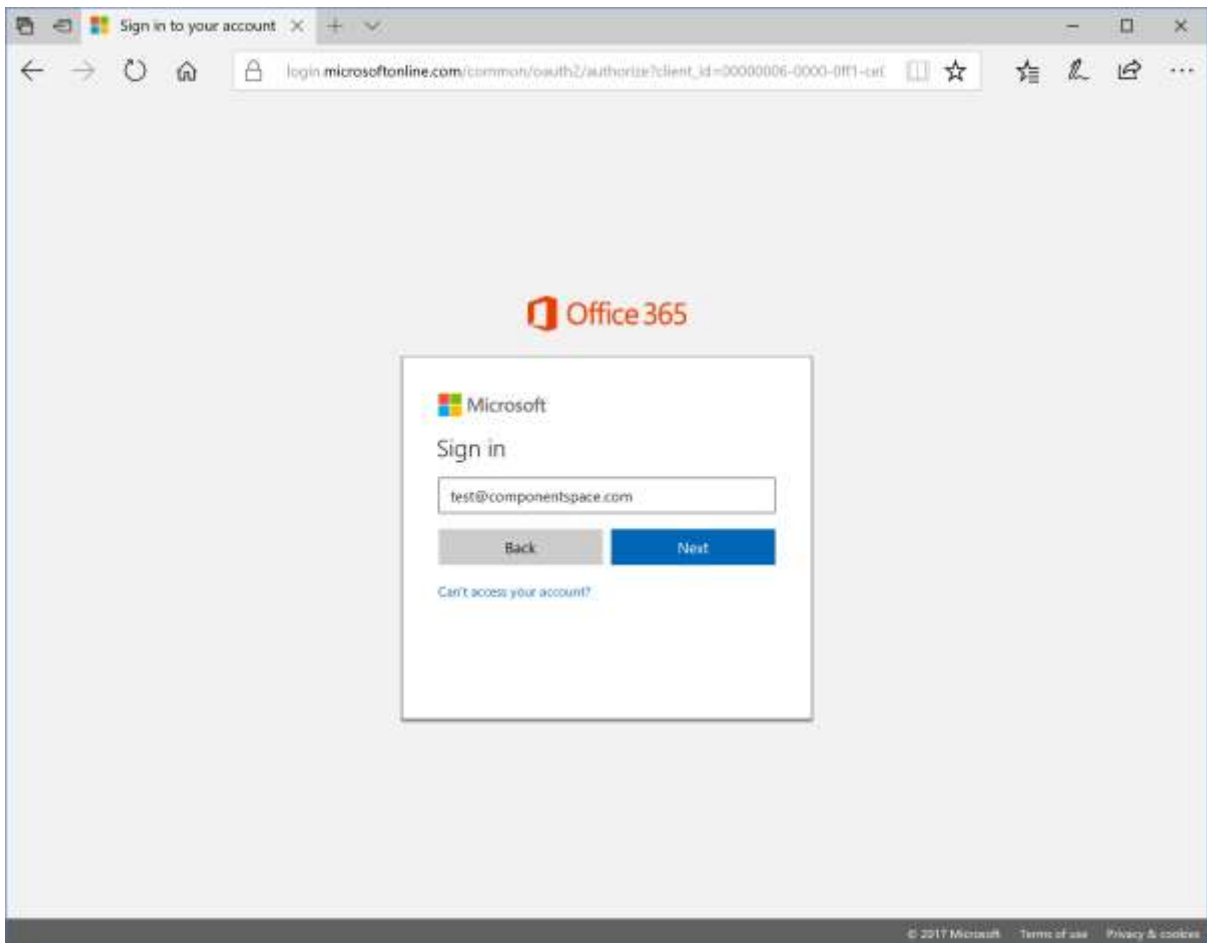 Sign in to your account
login.microsoftonline.com/common/oauth2/authorize?client_id=00000006-0000-0ff1-ce0
Office 365
Microsoft
Sign in
test@componentspace.com
Back Next
Can't access your account?
© 2017 Microsoft Terms of use Privacy & cookies